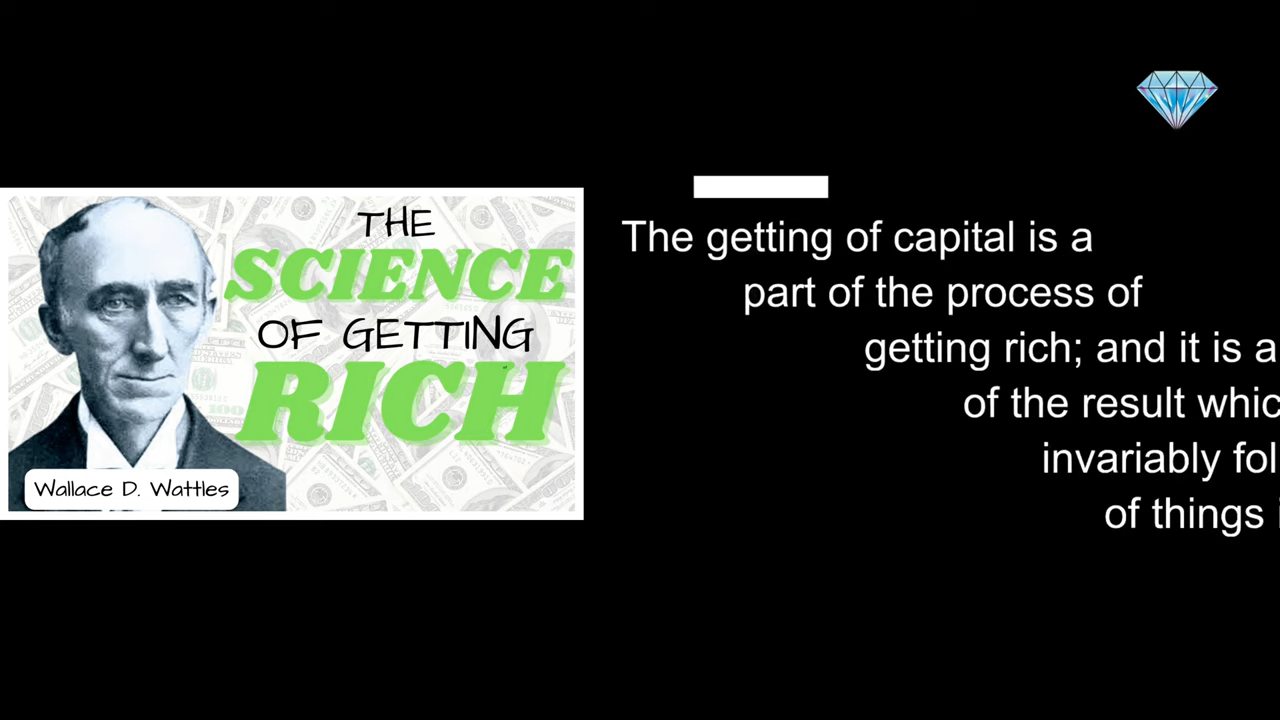 THE
SCIENCE
OF GETTING
RICH
Wallace D. Wattles
The getting of capital is a
part of the process of
getting rich; and it is a
of the result
invariably
of things